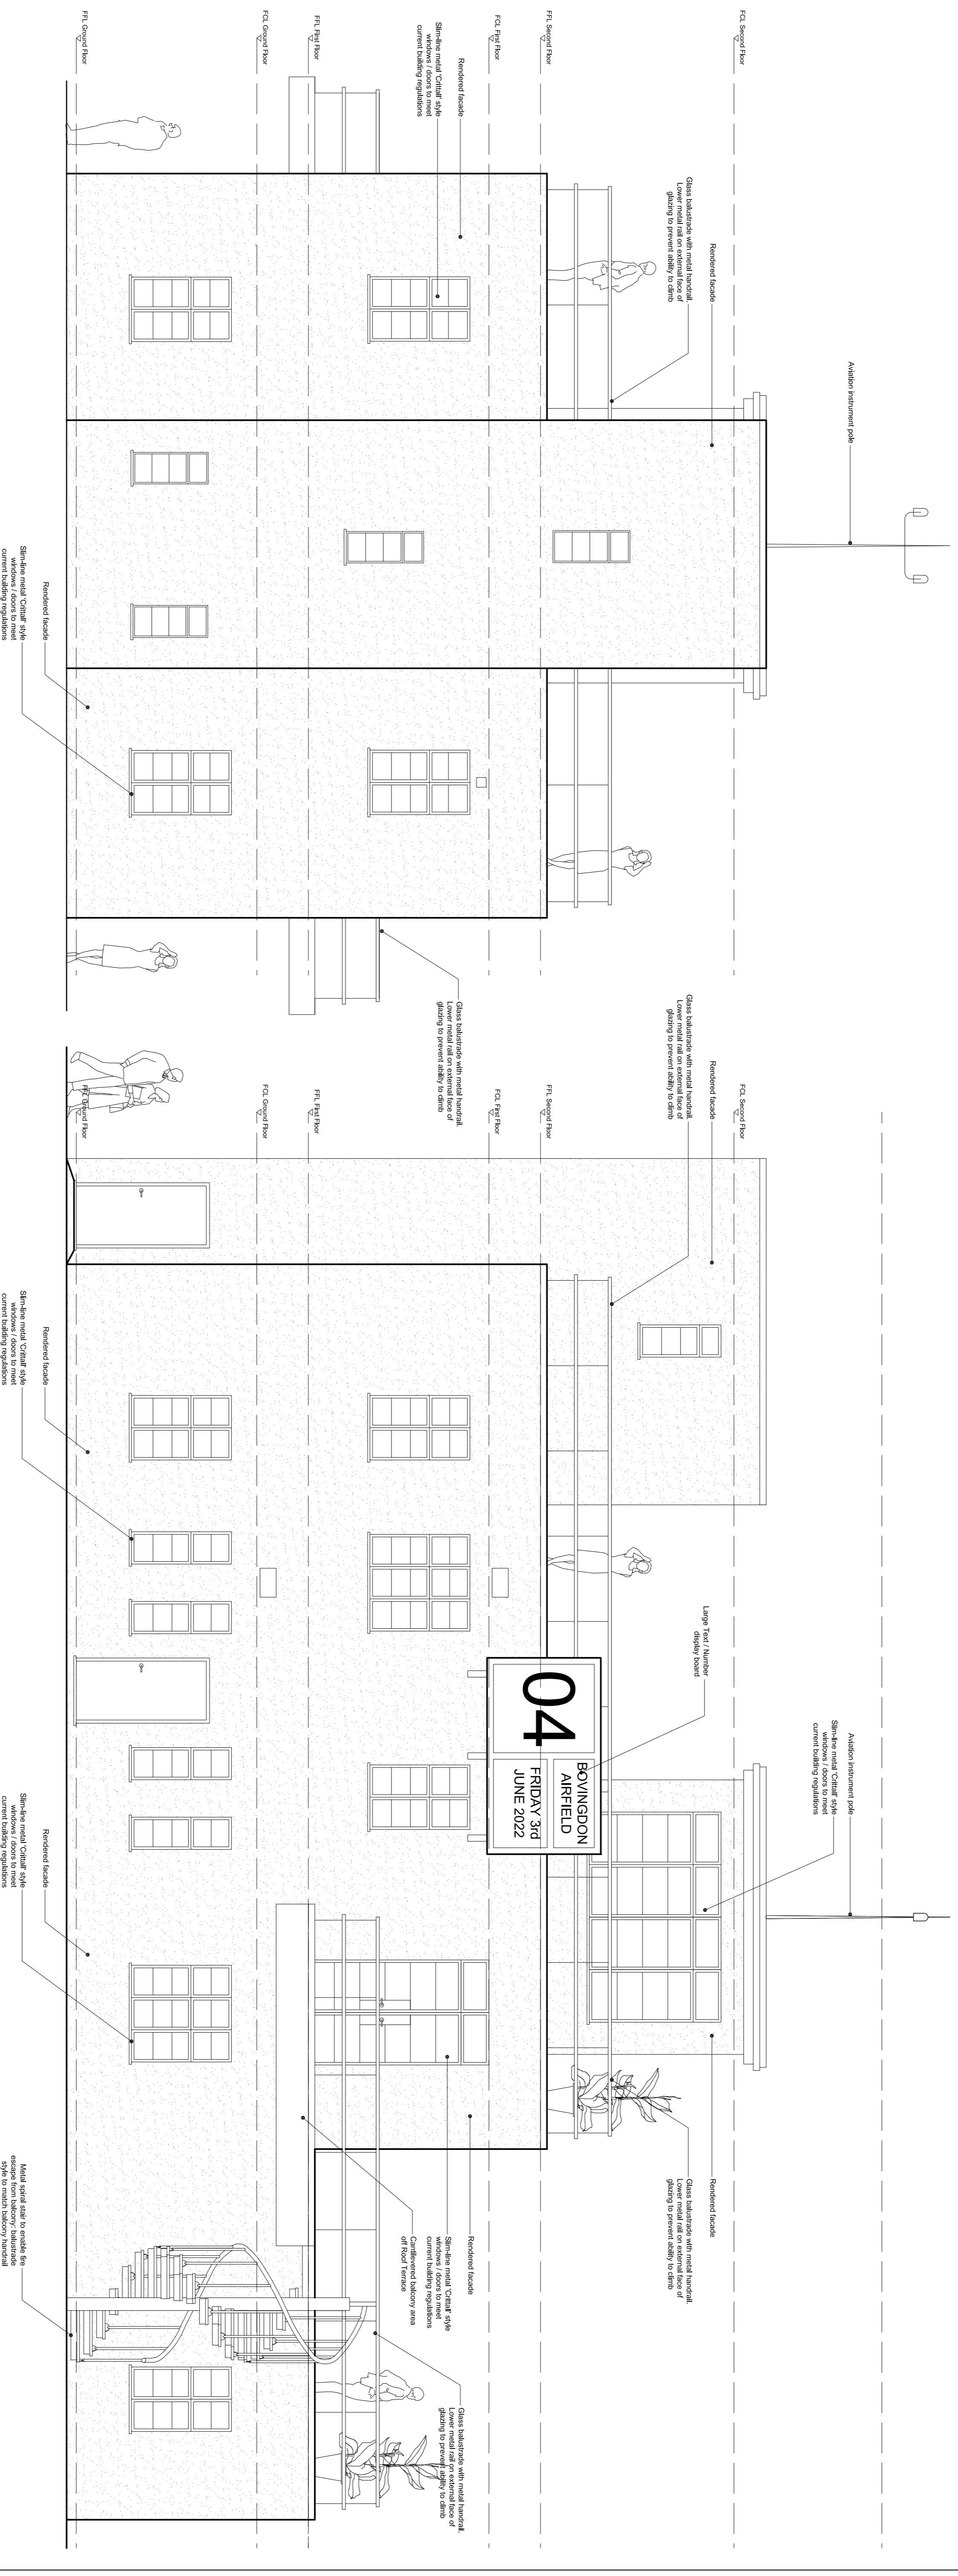 Aviation instrument pole
FCL Second Floor
Rendered facade
Glass balustrade with metal handrail.
Lower metal rail on external face of
glazing to prevent ability to climb
FFL Second Floor
FCL First Floor
Rendered facade
Slim-line metal 'Crittall' style
windows / doors to meet
current building regulations
FFL First Floor
FCL Ground Floor
FFL Ground Floor
Rendered facade
Slim-line metal 'Crittall' style
windows / doors to meet
current building regulations
Glass balustrade with metal handrail.
Lower metal rail on external face of
glazing to prevent ability to climb
Aviation instrument pole
Slim-line metal 'Crittall' style
windows / doors to meet
current building regulations
FCL Second Floor
Rendered facade
Glass balustrade with metal handrail.
Lower metal rail on external face of
glazing to prevent ability to climb
Large Text / Number
display board
Rendered facade
Glass balustrade with metal handrail.
Lower metal rail on external face of
glazing to prevent ability to climb
FFL Second Floor
04
BOVINGDON
AIRFIELD
FRIDAY 3rd
JUNE 2022
FCL First Floor
Rendered facade
Slim-line metal 'Crittall' style
windows / doors to meet
current building regulations
Cantilevered balcony area
off Roof Terrace
Glass balustrade with metal handrail.
Lower metal rail on external face of
glazing to prevent ability to climb
FFL First Floor
FCL Ground Floor
FFL Ground Floor
Rendered facade
Slim-line metal 'Crittall' style
windows / doors to meet
current building regulations
Rendered facade
Slim-line metal 'Crittall' style
windows / doors to meet
current building regulations
Metal spiral stair to enable fire
escape from balcony: balustrade
style to match balcony handrail